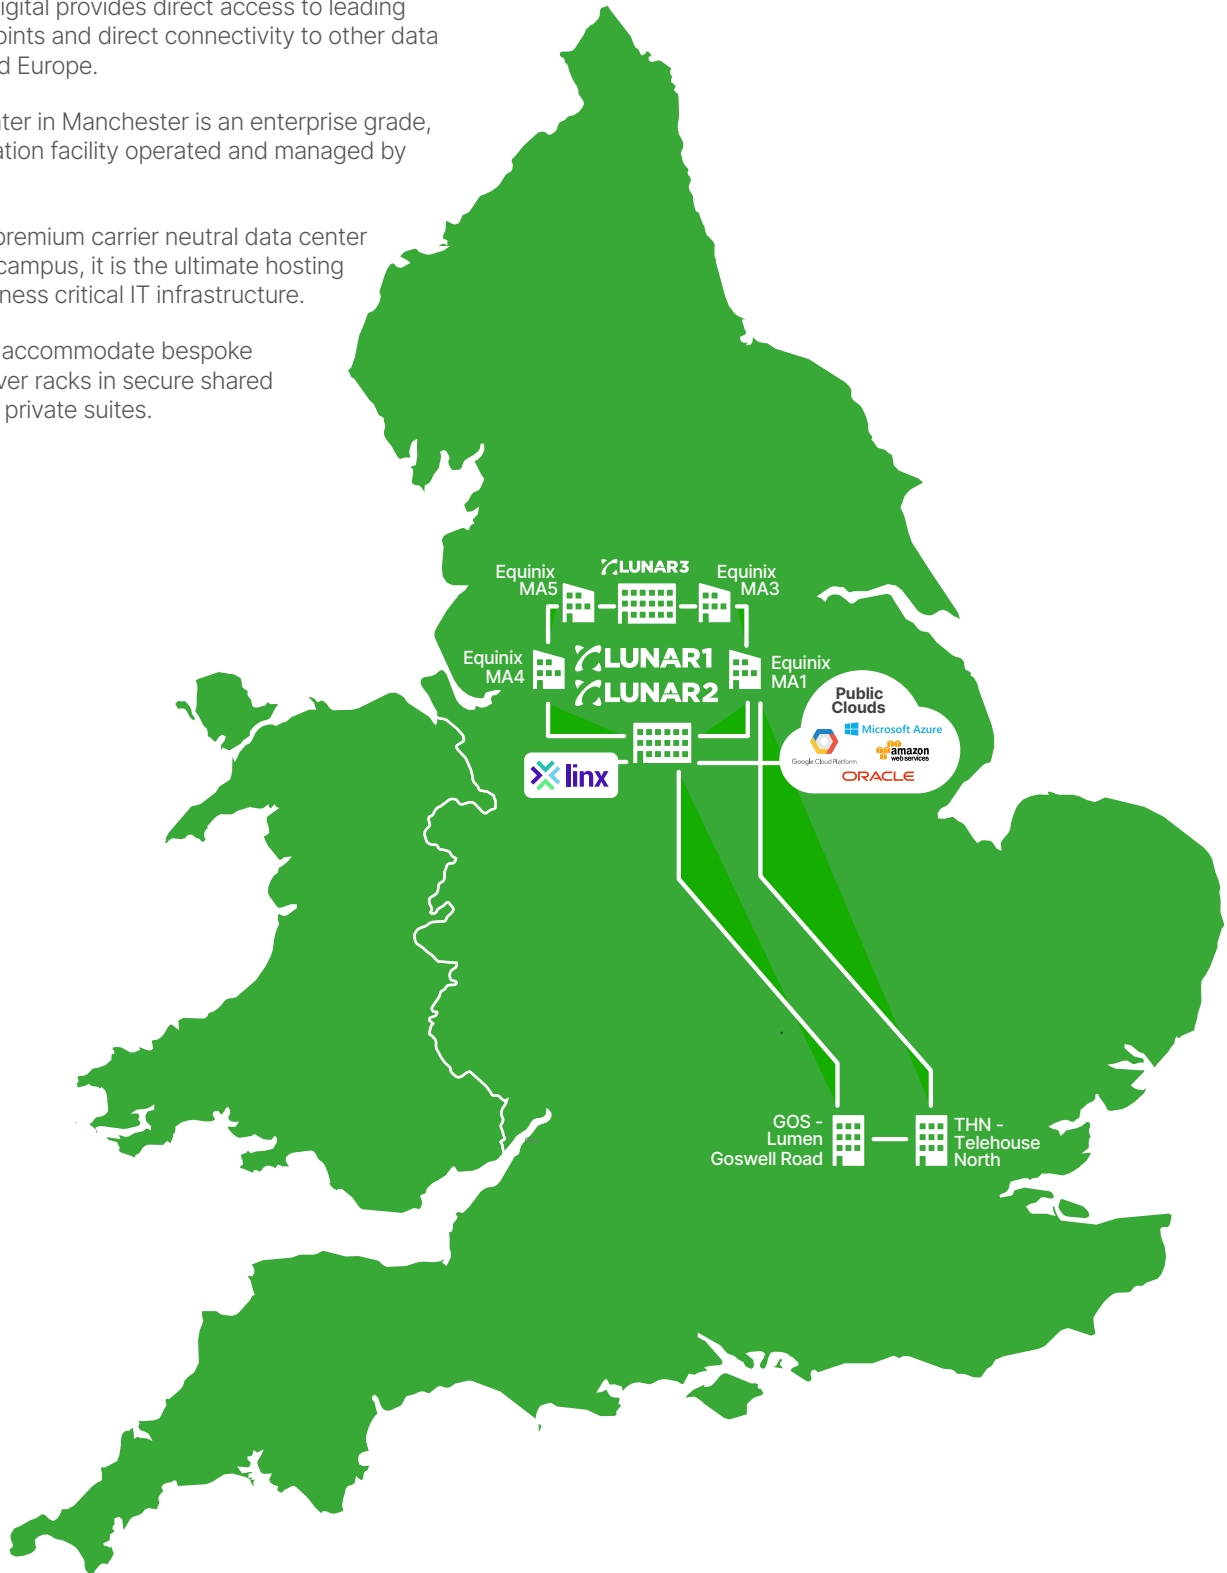 igital provides direct access to leading
oints and direct connectivity to other data
d Europe.
ter in Manchester is an enterprise grade,
ation facility operated and managed by
premium carrier neutral data center
campus, it is the ultimate hosting
ness critical IT infrastructure.
accommodate bespoke
ver racks in secure shared
private suites.
Equinix
MA5
LUNAR3
Equinix
MA3
Equinix
MA4
LUNAR1
LUNAR2
Equinix
MA1
Public
Clouds
Microsoft Azure
Google Cloud Platform
amazon
web services
ORACLE
linx
GOS -
Lumen
Goswell Road
THN -
Telehouse
North